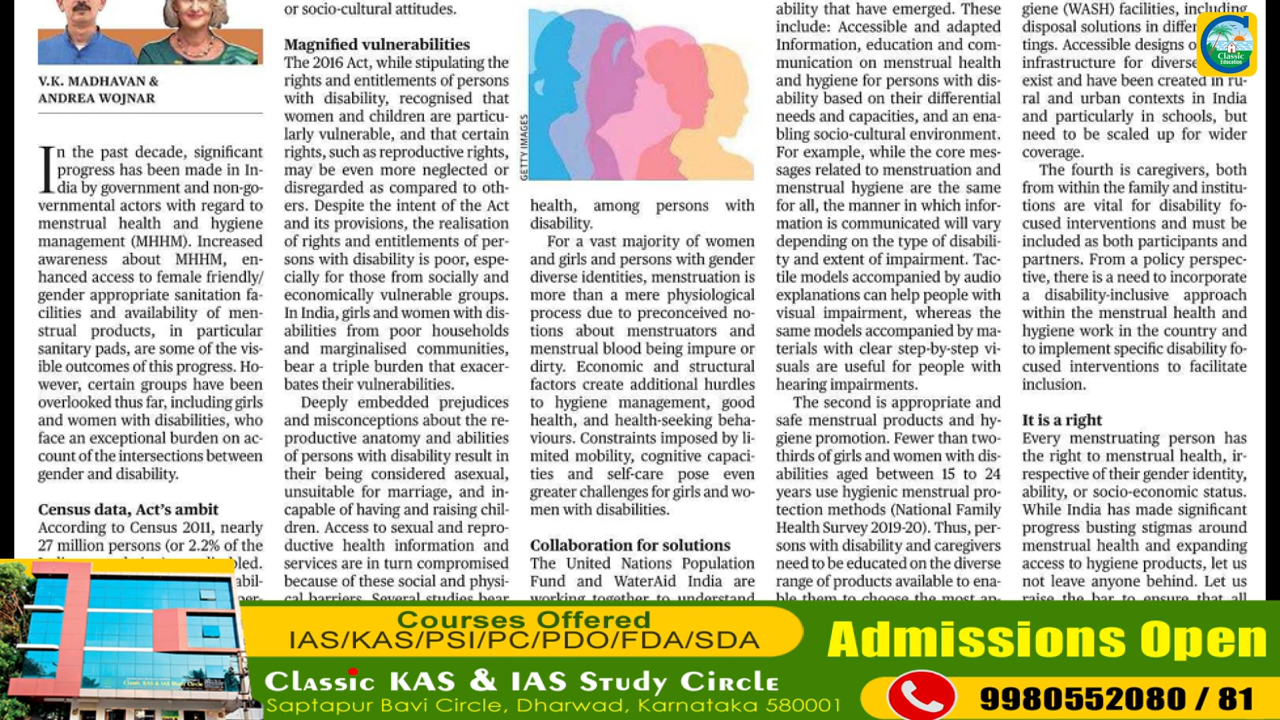 V.K. MADHAVAN &
ANDREA WOJNAR
In the past decade, significant
progress has been made in In-
dia by government and non-go-
vernmental actors with regard to
menstrual health and hygiene
management (MHHM). Increased
awareness about MHHM, en-
hanced access to female friendly/
gender appropriate sanitation fa-
cilities and availability of men-
strual products, in particular
sanitary pads, are some of the vis-
ible outcomes of this progress. Ho-
wever, certain groups have been
overlooked thus far, including girls
and women with disabilities, who
face an exceptional burden on ac-
count of the intersections between
gender and disability.
Census data, Act's ambit
According to Census 2011, nearly
27 million persons (or 2.2% of the
or socio-cultural attitudes.
Magnified vulnerabilities
The 2016 Act, while stipulating the
rights and entitlements of persons
with disability, recognised that
women and children are particu-
larly vulnerable, and that certain
rights, such as reproductive rights,
may be even more neglected or
disregarded as compared to oth-
ers. Despite the intent of the Act
and its provisions, the realisation
of rights and entitlements of per-
sons with disability is poor, espe-
cially for those from socially and
economically vulnerable groups.
In India, girls and women with dis-
abilities from poor households
and marginalised communities,
bear a triple burden that exacer-
bates their vulnerabilities.
Deeply embedded prejudices
and misconceptions about the re-
productive anatomy and abilities
of persons with disability result in
their being considered asexual,
unsuitable for marriage, and in-
capable of having and raising chil-
dren. Access to sexual and repro-
ductive health information and
services are in turn compromised
because of these social and physi-
cal barriers. Several studies bear
GETTY IMAGES
health, among persons with
disability.
For a vast majority of women
and girls and persons with gender
diverse identities, menstruation is
more than a mere physiological
process due to preconceived no-
tions about menstruators and
menstrual blood being impure or
dirty. Economic and structural
factors create additional hurdles
to hygiene management, good
health, and health-seeking beha-
viours. Constraints imposed by li-
mited mobility, cognitive capaci-
ties and self-care pose even
greater challenges for girls and wo-
men with disabilities.
Collaboration for solutions
The United Nations Population
Fund and WaterAid India are
working together to understand
ability that have emerged. These
include: Accessible and adapted
Information, education and com-
munication on menstrual health
and hygiene for persons with dis-
ability based on their differential
needs and capacities, and an ena-
bling socio-cultural environment.
For example, while the core mes-
sages related to menstruation and
menstrual hygiene are the same
for all, the manner in which infor-
mation is communicated will vary
depending on the type of disabili-
ty and extent of impairment. Tac-
tile models accompanied by audio
explanations can help people with
visual impairment, whereas the
same models accompanied by ma-
terials with clear step-by-step vi-
suals are useful for people with
hearing impairments.
The second is appropriate and
safe menstrual products and hy-
giene promotion. Fewer than two-
thirds of girls and women with dis-
abilities aged between 15 to 24
years use hygienic menstrual pro-
tection methods (National Family
Health Survey 2019-20). Thus, per-
sons with disability and caregivers
need to be educated on the diverse
range of products available to ena-
ble them to choose the most ap-
giene (WASH) facilities, including
disposal solutions in
tings. Accessible designs
infrastructure for diverse
exist and have been created in ru-
ral and urban contexts in India
and particularly in schools, but
need to be scaled up for wider
coverage.
The fourth is caregivers, both
from within the family and institu-
tions are vital for disability fo-
cused interventions and must be
included as both participants and
partners. From a policy perspec-
tive, there is a need to incorporate
a disability-inclusive approach
within the menstrual health and
hygiene work in the country and
to implement specific disability fo-
cused interventions to facilitate
inclusion.
It is a right
Every menstruating person has
the right to menstrual health, ir-
respective of their gender identity,
ability, or socio-economic status.
While India has made significant
progress busting stigmas around
menstrual health and expanding
access to hygiene products, let us
not leave anyone behind. Let us
raise the bar to ensure that all
Classic
Education
Courses Offered
IAS/KAS/PSI/PC/PDO/FDA/SDA
Admissions Open
Classic KAS & IAS Study Circle
Classic KAS & IAS Study Circle
Saptapur Bavi Circle, Dharwad, Karnataka 580001
9980552080 / 81